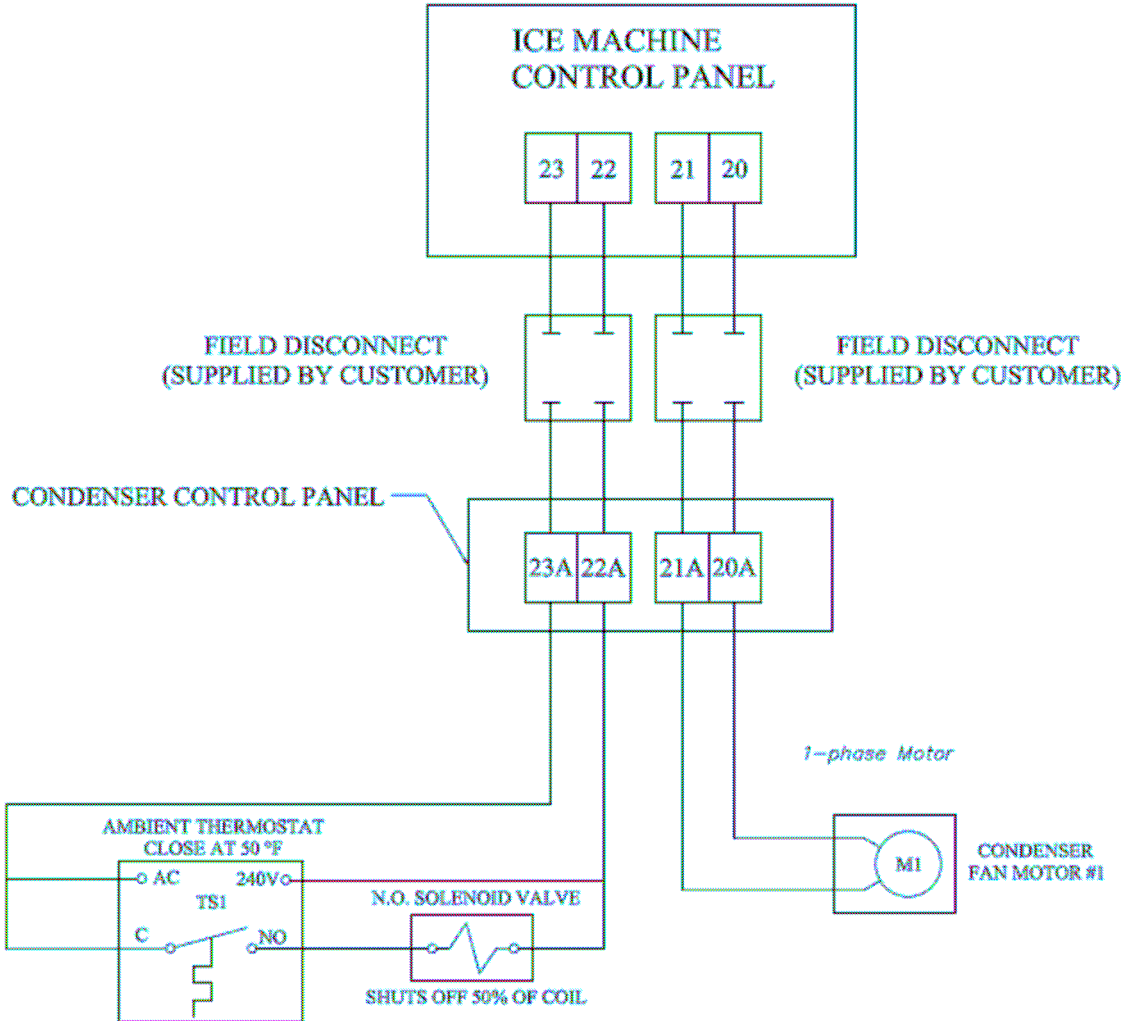 ICE MACHINE
CONTROL PANEL
23 22 21 20
FIELD DISCONNECT
(SUPPLIED BY CUSTOMER)
FIELD DISCONNECT
(SUPPLIED BY CUSTOMER)
CONDENSER CONTROL PANEL
23A 22A 21A 20A
1-phase Motor
AMBIENT THERMOSTAT
CLOSE AT 50 °F
AC 240V
TS1
C NO
N.O. SOLENOID VALVE
SHUTS OFF 50% OF COIL
M1
CONDENSER
FAN MOTOR #1